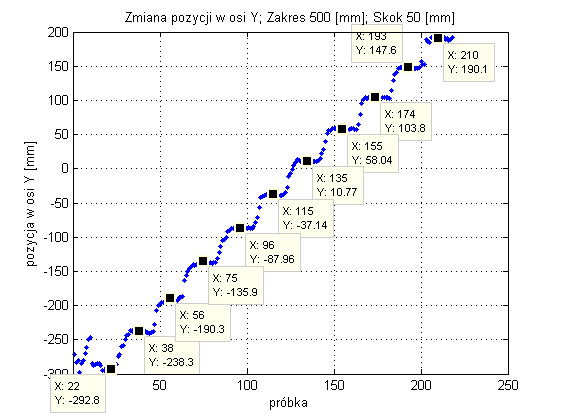 Zmiana pozycji w osi Y; Zakres 500 [mm]; Skok 50 [mm]
200
150
100
50
0
-50
-100
-150
-200
-250
-300
pozycja w osi Y [mm]
X: 193
Y: 147.6
X: 210
Y: 190.1
X: 174
Y: 103.8
X: 155
Y: 58.04
X: 135
Y: 10.77
X: 115
Y: -37.14
X: 96
Y: -87.96
X: 75
Y: -135.9
X: 56
Y: -190.3
X: 38
Y: -238.3
X: 22
Y: -292.8
50
100
150
200
250
próbka